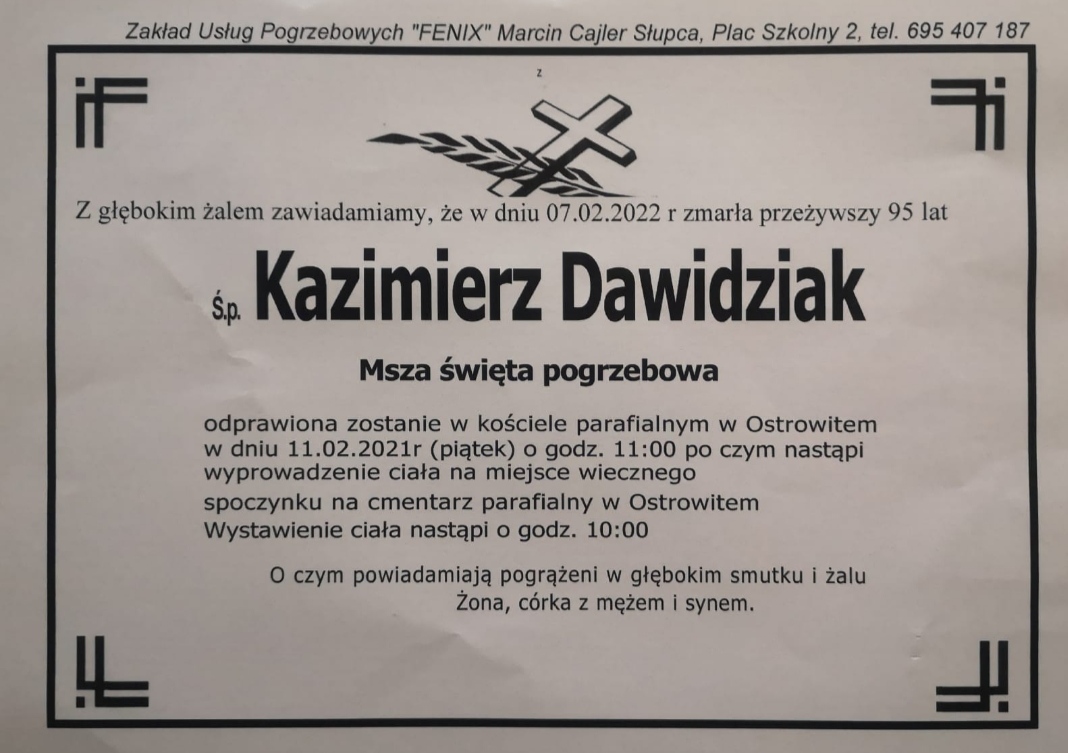 Zakład Usług Pogrzebowych "FENIX" Marcin Cajler Słupca, Plac Szkolny 2, tel. 695 407 187
z
Z głębokim żalem zawiadamiamy, że w dniu 07.02.2022 r zmarła przeżywszy 95 lat
Ś.p. Kazimierz Dawidziak
Msza święta pogrzebowa
odprawiona zostanie w kościele parafialnym w Ostrowitem
w dniu 11.02.2021r (piątek) o godz. 11:00 po czym nastąpi
wyprowadzenie ciała na miejsce wiecznego
spoczynku na cmentarz parafialny w Ostrowitem
Wystawienie ciała nastąpi o godz. 10:00
O czym powiadamiają pogrążeni w głębokim smutku i żalu
Żona, córka z mężem i synem.